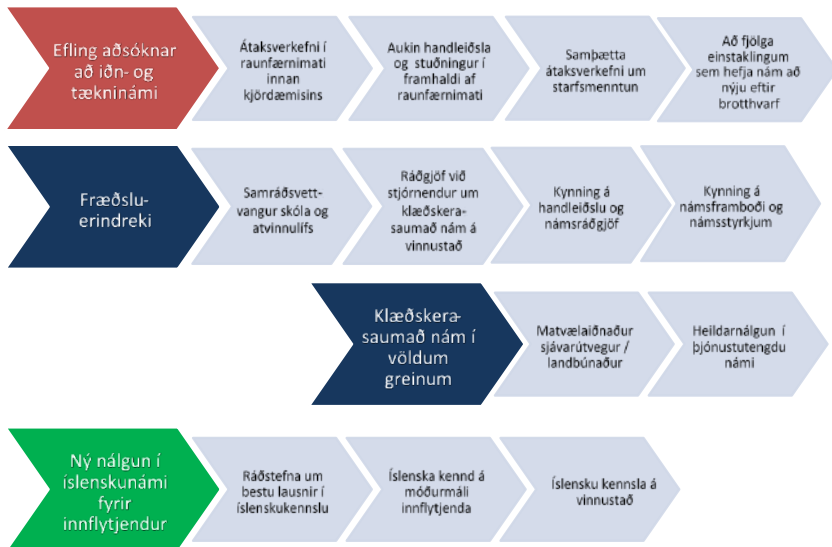 Efling aðsóknar
að iðn- og
tækninámi
Átaksverkefni í
raunfærnimati
innan
kjördæmisins
Aukin handleiðsla
og stuðningur í
framhaldi af
raunfærnimati
Samþætta
átaksverkefni um
starfsmenntun
Að fjölga
einstaklingum
sem hefja nám að
nýju eftir
brotthvarf
Fræðslu-
erindreki
Samráðsvett-
vangur skóla og
atvinnulífs
Ráðgjöf við
stjórnendur um
klæðskera-
saumað nám á
vinnustað
Kynning á
handleiðslu og
námsráðgjöf
Kynning á
námsframboði og
námsstyrkjum
Klæðskera-
saumað nám í
völdum
greinum
Matvælaiðnaður
sjávarútvegur /
landbúnaður
Heildarnálgun í
þjónustutengdu
námi
Ný nálgun í
íslenskunámi
fyrir
innflytjendur
Ráðstefna um
bestu lausnir í
íslenskukennslu
Íslenska kennd á
móðurmáli
innflytjenda
Íslensku kennsla á
vinnustað